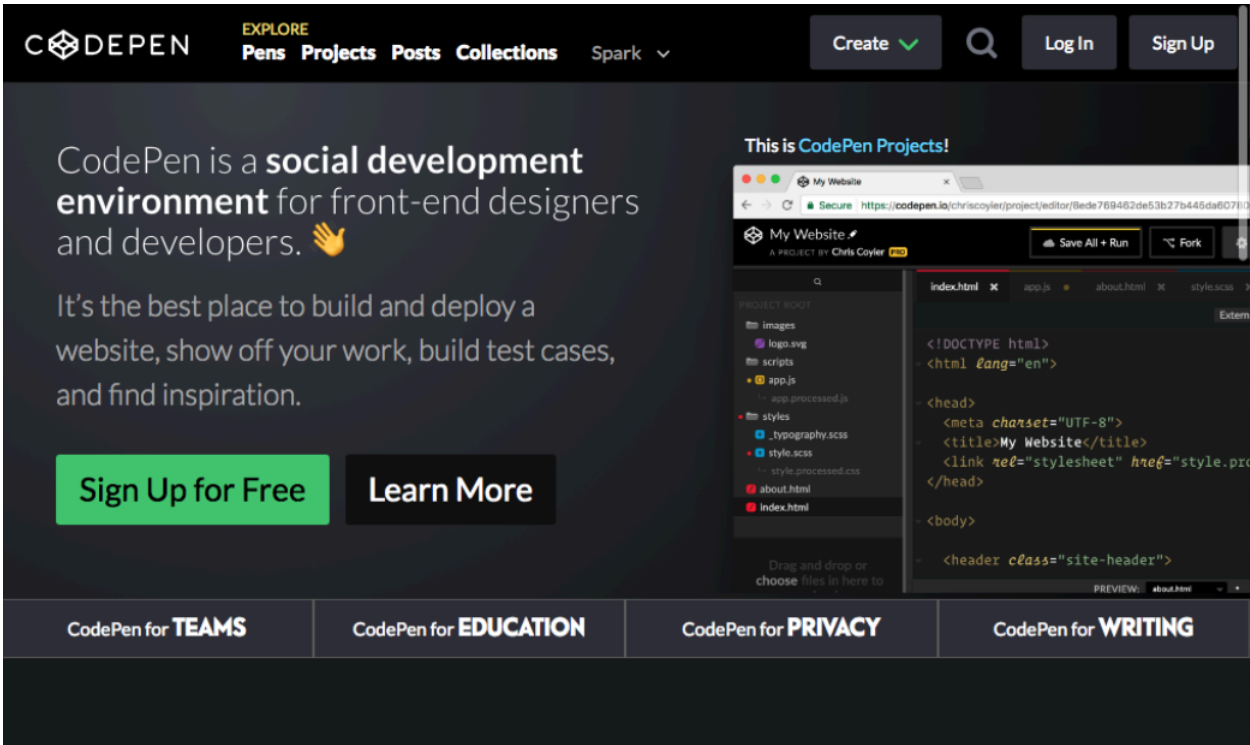 CODEPEN
EXPLORE
Pens Projects Posts Collections Spark
Create
Log In
Sign Up
CodePen is a social development
environment for front-end designers
and developers. 👋
It's the best place to build and deploy a
website, show off your work, build test cases,
and find inspiration.
Sign Up for Free
Learn More
This is CodePen Projects!
My Website
Secure https://codepen.io/chriscoyier/project/editor/8ede769462de53b27b445da60780
My Website
A PROJECT BY Chris Coyier PRO
Save All + Run
Fork
PROJECT ROOT
images
logo.svg
scripts
app.js
app.processed.js
styles
_typography.scss
style.scss
style.processed.css
about.html
index.html
Drag and drop or
choose files in here to
index.html app.js about.html style.scss
Extern
<!DOCTYPE html>
<html lang="en">
<head>
<meta charset="UTF-8">
<title>My Website</title>
<link rel="stylesheet" href="style.pro
</head>
<body>
<header class="site-header">
PREVIEW: about.html
CodePen for TEAMS
CodePen for EDUCATION
CodePen for PRIVACY
CodePen for WRITING